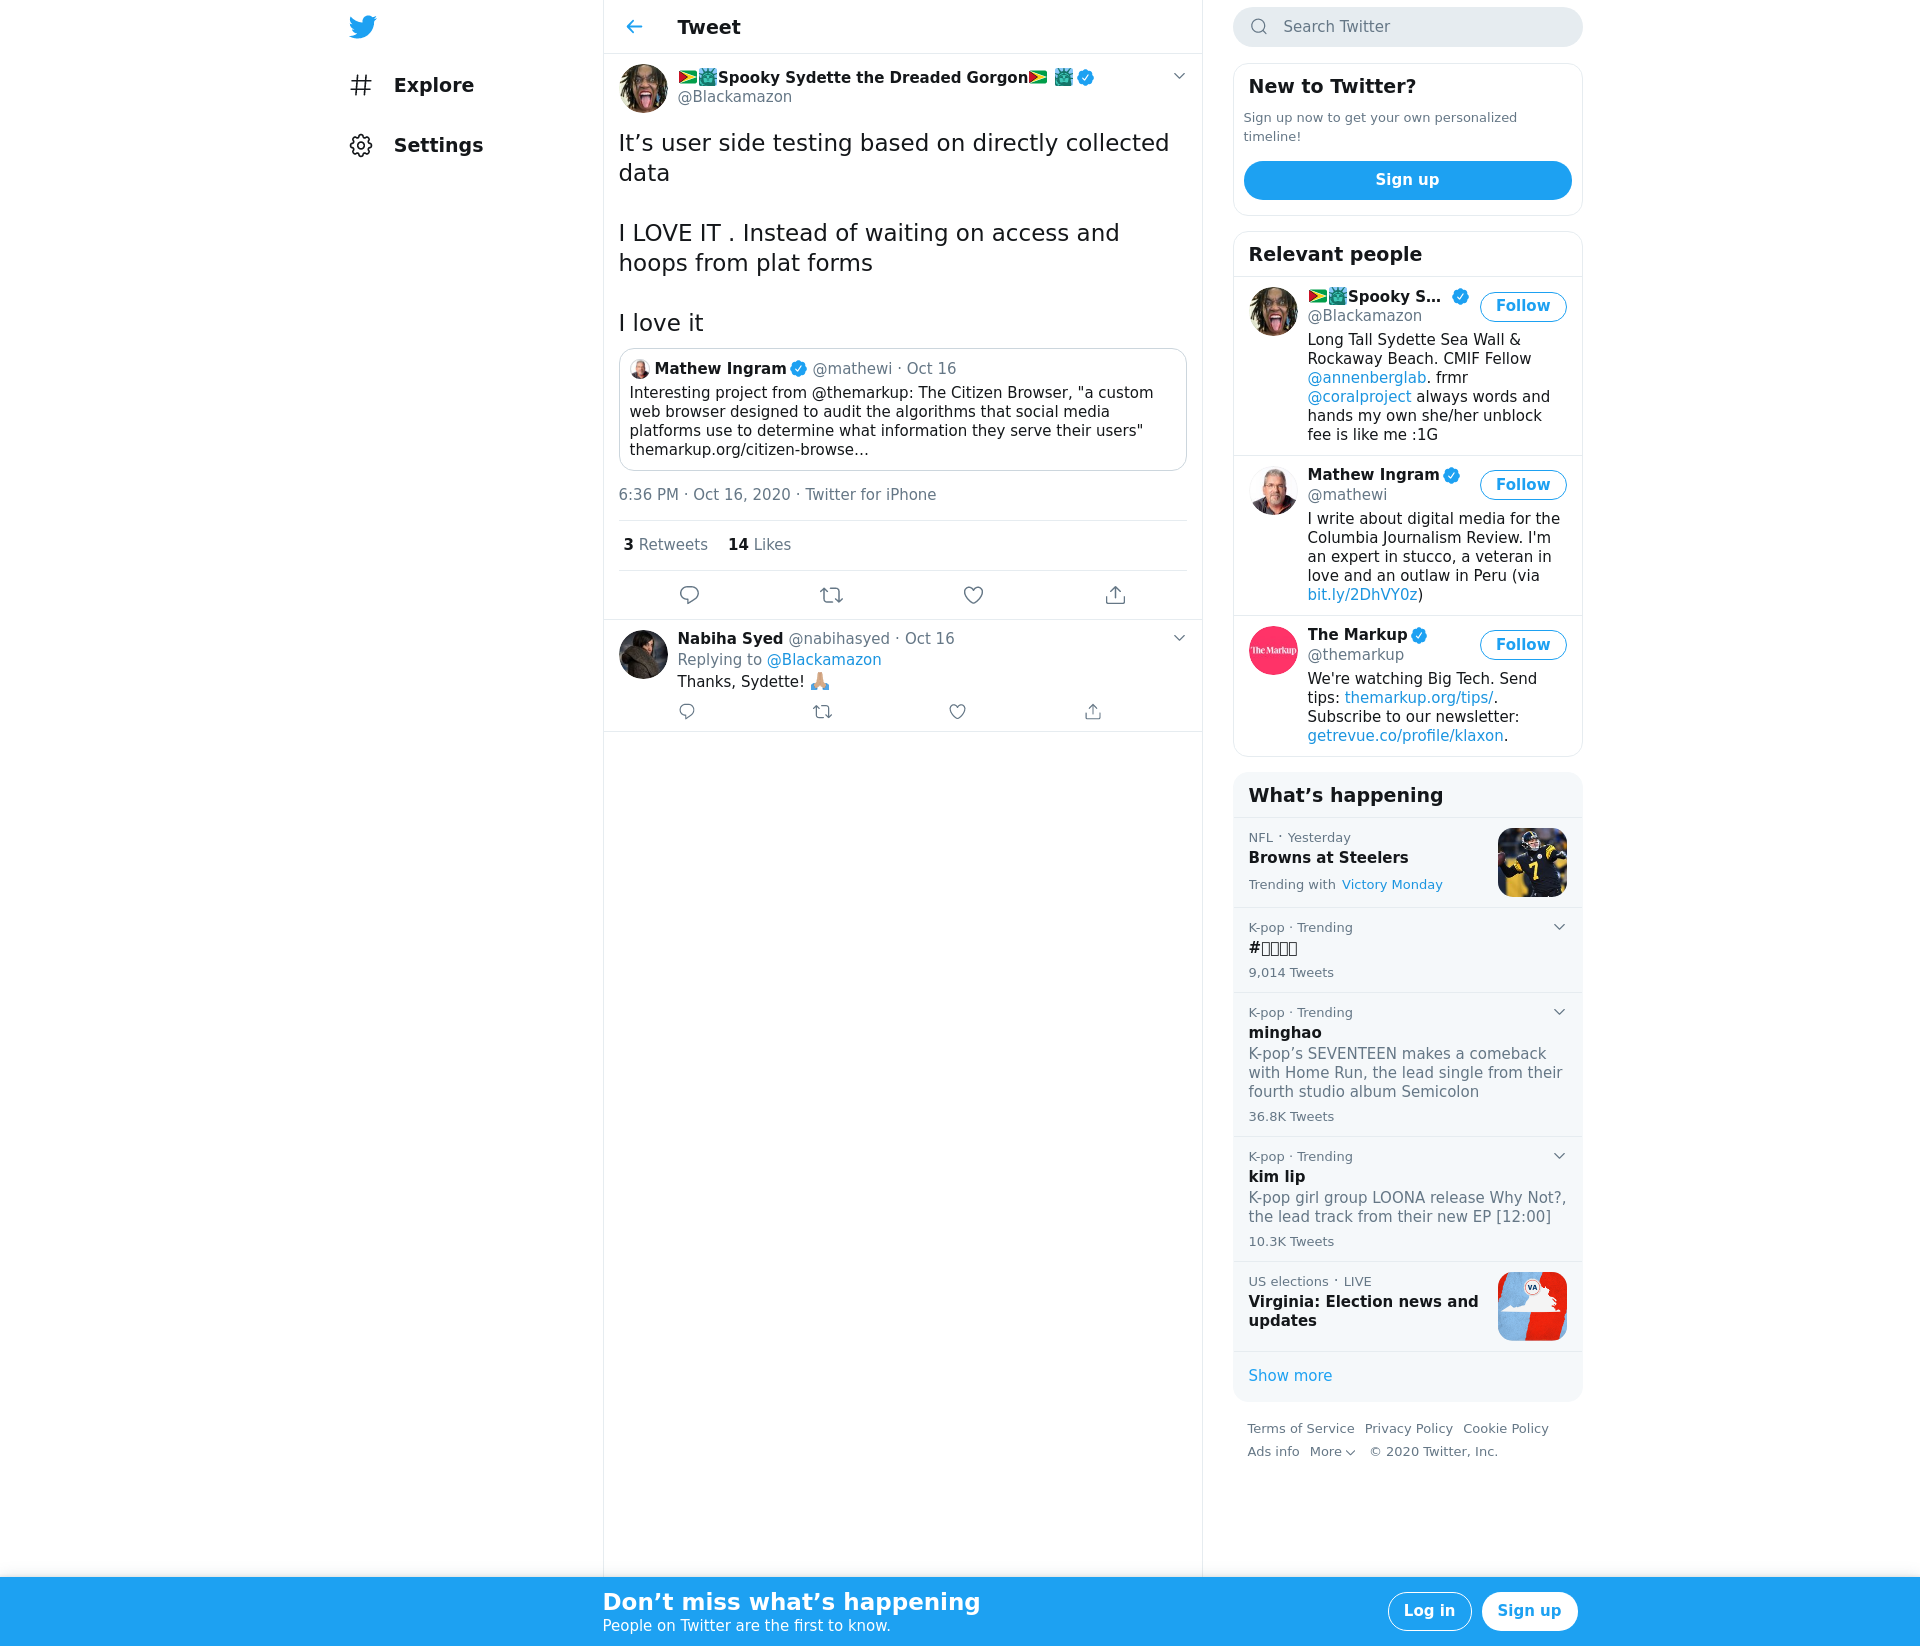 Explore
Settings
Tweet
Spooky Sydette the Dreaded Gorgon
@Blackamazon
It’s user side testing based on directly collected
data
I LOVE IT . Instead of waiting on access and
hoops from plat forms
I love it
Mathew Ingram @mathewi · Oct 16
Interesting project from @themarkup: The Citizen Browser, "a custom
web browser designed to audit the algorithms that social media
platforms use to determine what information they serve their users"
themarkup.org/citizen-browse…
6:36 PM · Oct 16, 2020 · Twitter for iPhone
3 Retweets 14 Likes
Nabiha Syed @nabihasyed · Oct 16
Replying to @Blackamazon
Thanks, Sydette! 🙏🏽
Search Twitter
New to Twitter?
Sign up now to get your own personalized
timeline!
Sign up
Relevant people
Spooky S...
Follow
@Blackamazon
Long Tall Sydette Sea Wall &
Rockaway Beach. CMIF Fellow
@annenberglab. frmr
@coralproject always words and
hands my own she/her unblock
fee is like me :1G
Mathew Ingram
Follow
@mathewi
I write about digital media for the
Columbia Journalism Review. I'm
an expert in stucco, a veteran in
love and an outlaw in Peru (via
bit.ly/2DhVY0z)
The Markup
Follow
@themarkup
The Markup
We're watching Big Tech. Send
tips: themarkup.org/tips/.
Subscribe to our newsletter:
getrevue.co/profile/klaxon.
What’s happening
NFL · Yesterday
Browns at Steelers
Trending with Victory Monday
7
K-pop · Trending
#
9,014 Tweets
K-pop · Trending
minghao
K-pop’s SEVENTEEN makes a comeback
with Home Run, the lead single from their
fourth studio album Semicolon
36.8K Tweets
K-pop · Trending
kim lip
K-pop girl group LOONA release Why Not?,
the lead track from their new EP [12:00]
10.3K Tweets
US elections · LIVE
Virginia: Election news and
updates
VA
Show more
Terms of Service Privacy Policy Cookie Policy
Ads info More © 2020 Twitter, Inc.
Don’t miss what’s happening
People on Twitter are the first to know.
Log in
Sign up